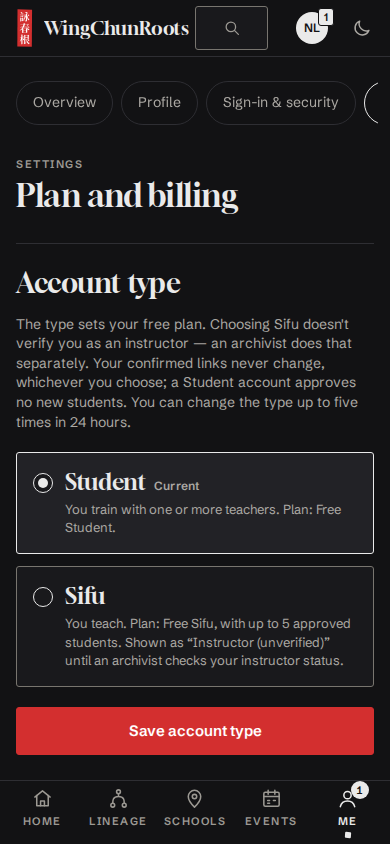 詠春根
WingChunRoots
NL
1
Overview
Profile
Sign-in & security
SETTINGS
Plan and billing
Account type
The type sets your free plan. Choosing Sifu doesn't
verify you as an instructor — an archivist does that
separately. Your confirmed links never change,
whichever you choose; a Student account approves
no new students. You can change the type up to five
times in 24 hours.
Student Current
You train with one or more teachers. Plan: Free
Student.
Sifu
You teach. Plan: Free Sifu, with up to 5 approved
students. Shown as “Instructor (unverified)”
until an archivist checks your instructor status.
Save account type
1
HOME
LINEAGE
SCHOOLS
EVENTS
ME